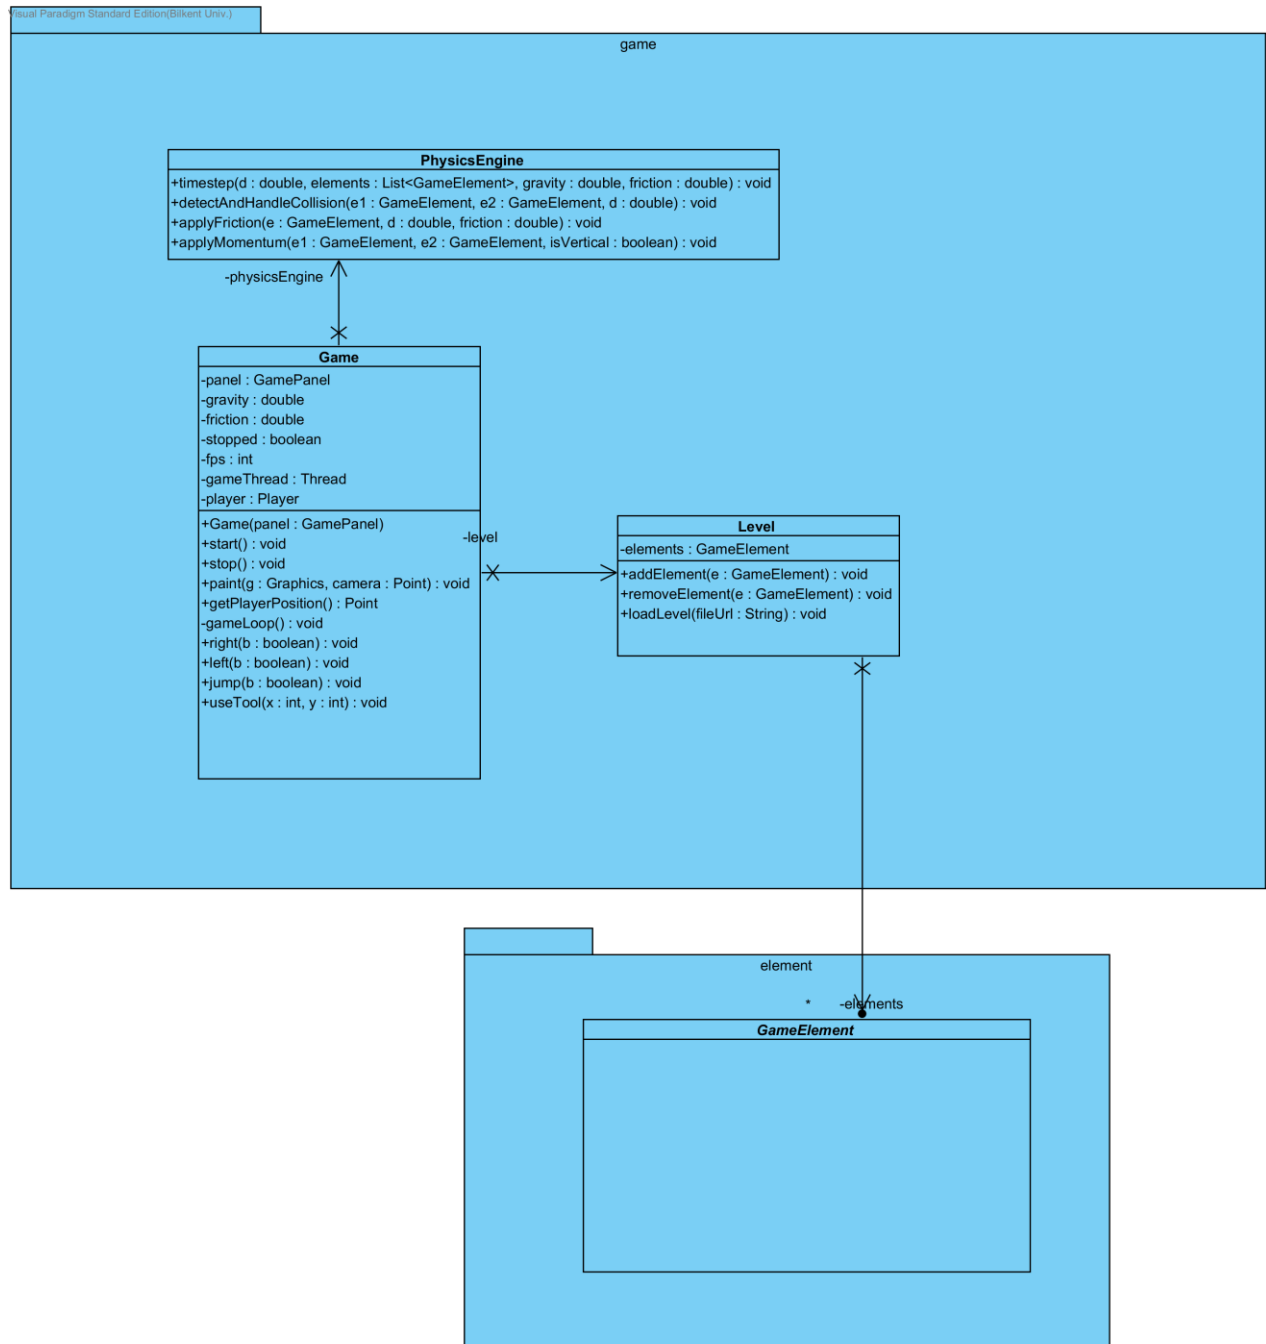 Visual Paradigm Standard Edition(Bilkent Univ.)
game
PhysicsEngine
+timestep(d : double, elements : List<GameElement>, gravity : double, friction : double) : void
+detectAndHandleCollision(e1 : GameElement, e2 : GameElement, d : double) : void
+applyFriction(e : GameElement, d : double, friction : double) : void
+applyMomentum(e1 : GameElement, e2 : GameElement, isVertical : boolean) : void
-physicsEngine
Game
-panel : GamePanel
-gravity : double
-friction : double
-stopped : boolean
-fps : int
-gameThread : Thread
-player : Player
+Game(panel : GamePanel)
+start() : void
+stop() : void
+paint(g : Graphics, camera : Point) : void
+getPlayerPosition() : Point
-gameLoop() : void
+right(b : boolean) : void
+left(b : boolean) : void
+jump(b : boolean) : void
+useTool(x : int, y : int) : void
-level
Level
-elements : GameElement
+addElement(e : GameElement) : void
+removeElement(e : GameElement) : void
+loadLevel(fileUrl : String) : void
element
* -elements
GameElement